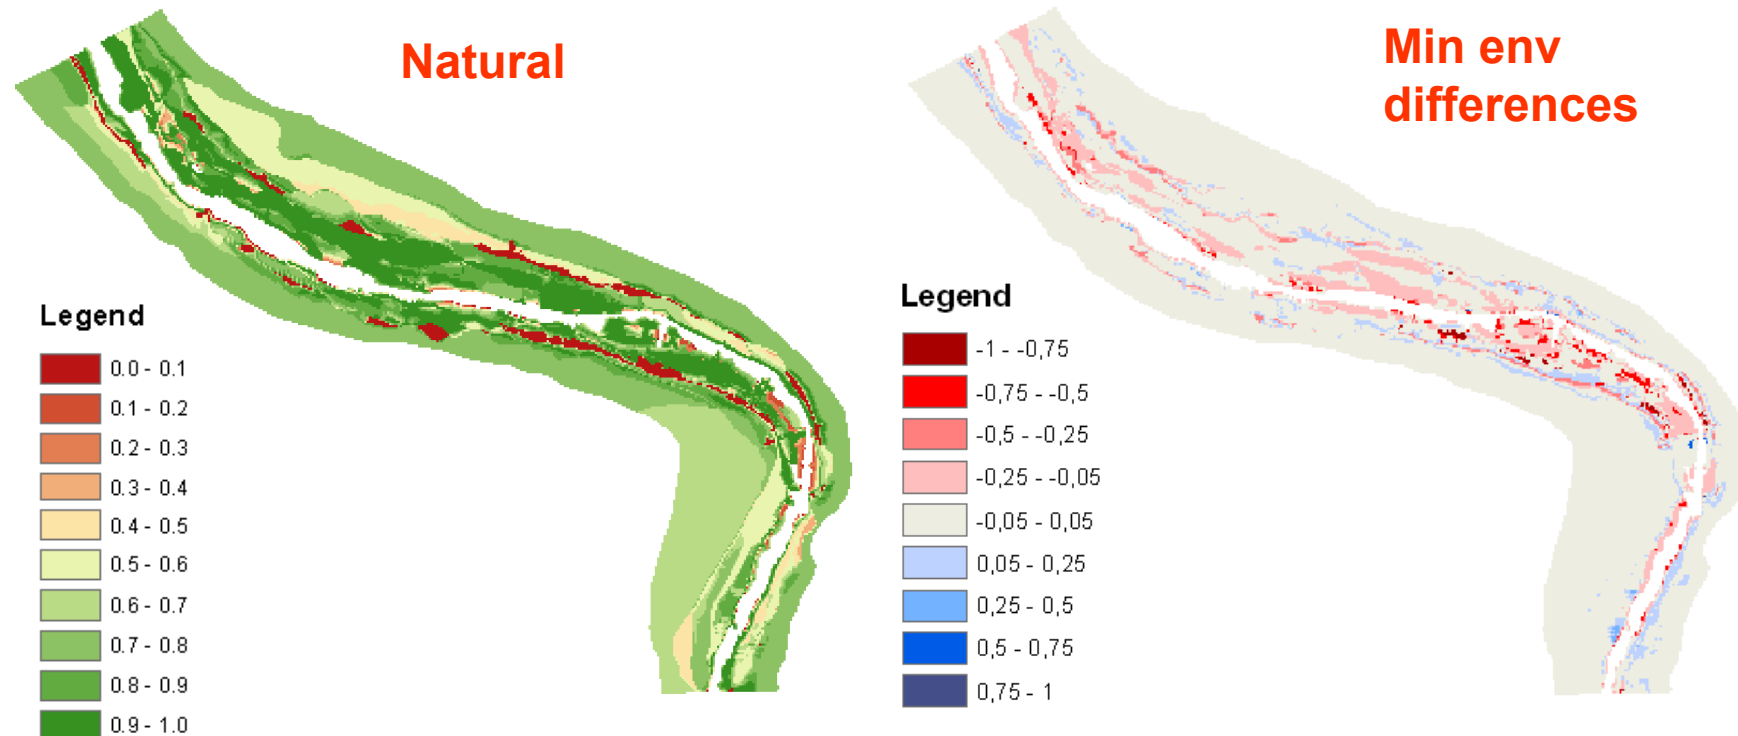 Natural
Legend
0.0 - 0.1
0.1 - 0.2
0.2 - 0.3
0.3 - 0.4
0.4 - 0.5
0.5 - 0.6
0.6 - 0.7
0.7 - 0.8
0.8 - 0.9
0.9 - 1.0
Min env
differences
Legend
-1 - -0,75
-0,75 - -0,5
-0,5 - -0,25
-0,25 - -0,05
-0,05 - 0,05
0,05 - 0,25
0,25 - 0,5
0,5 - 0,75
0,75 - 1